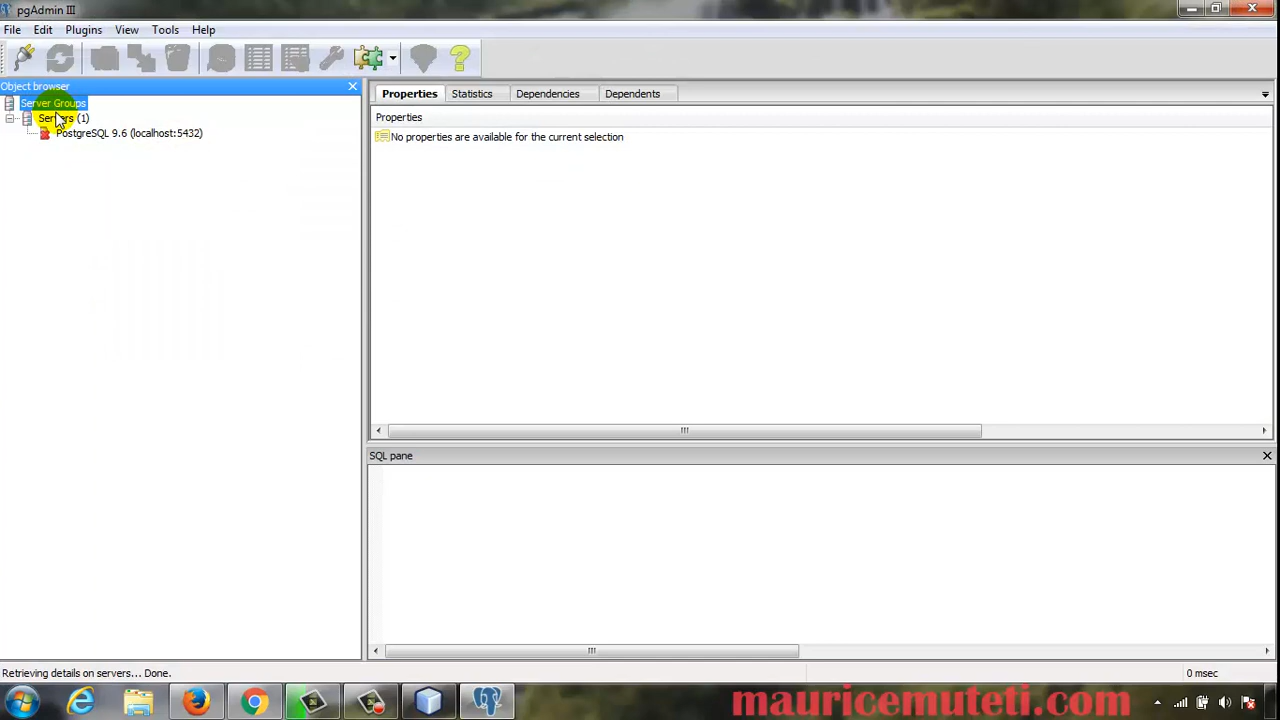 pgAdmin III
File Edit Plugins View Tools Help
Object browser
Server Groups
Servers (1)
PostgreSQL 9.6 (localhost:5432)
Properties Statistics Dependencies Dependents
Properties
No properties are available for the current selection
SQL pane
Retrieving details on servers... Done.
0 msec
mauricemuteti.com